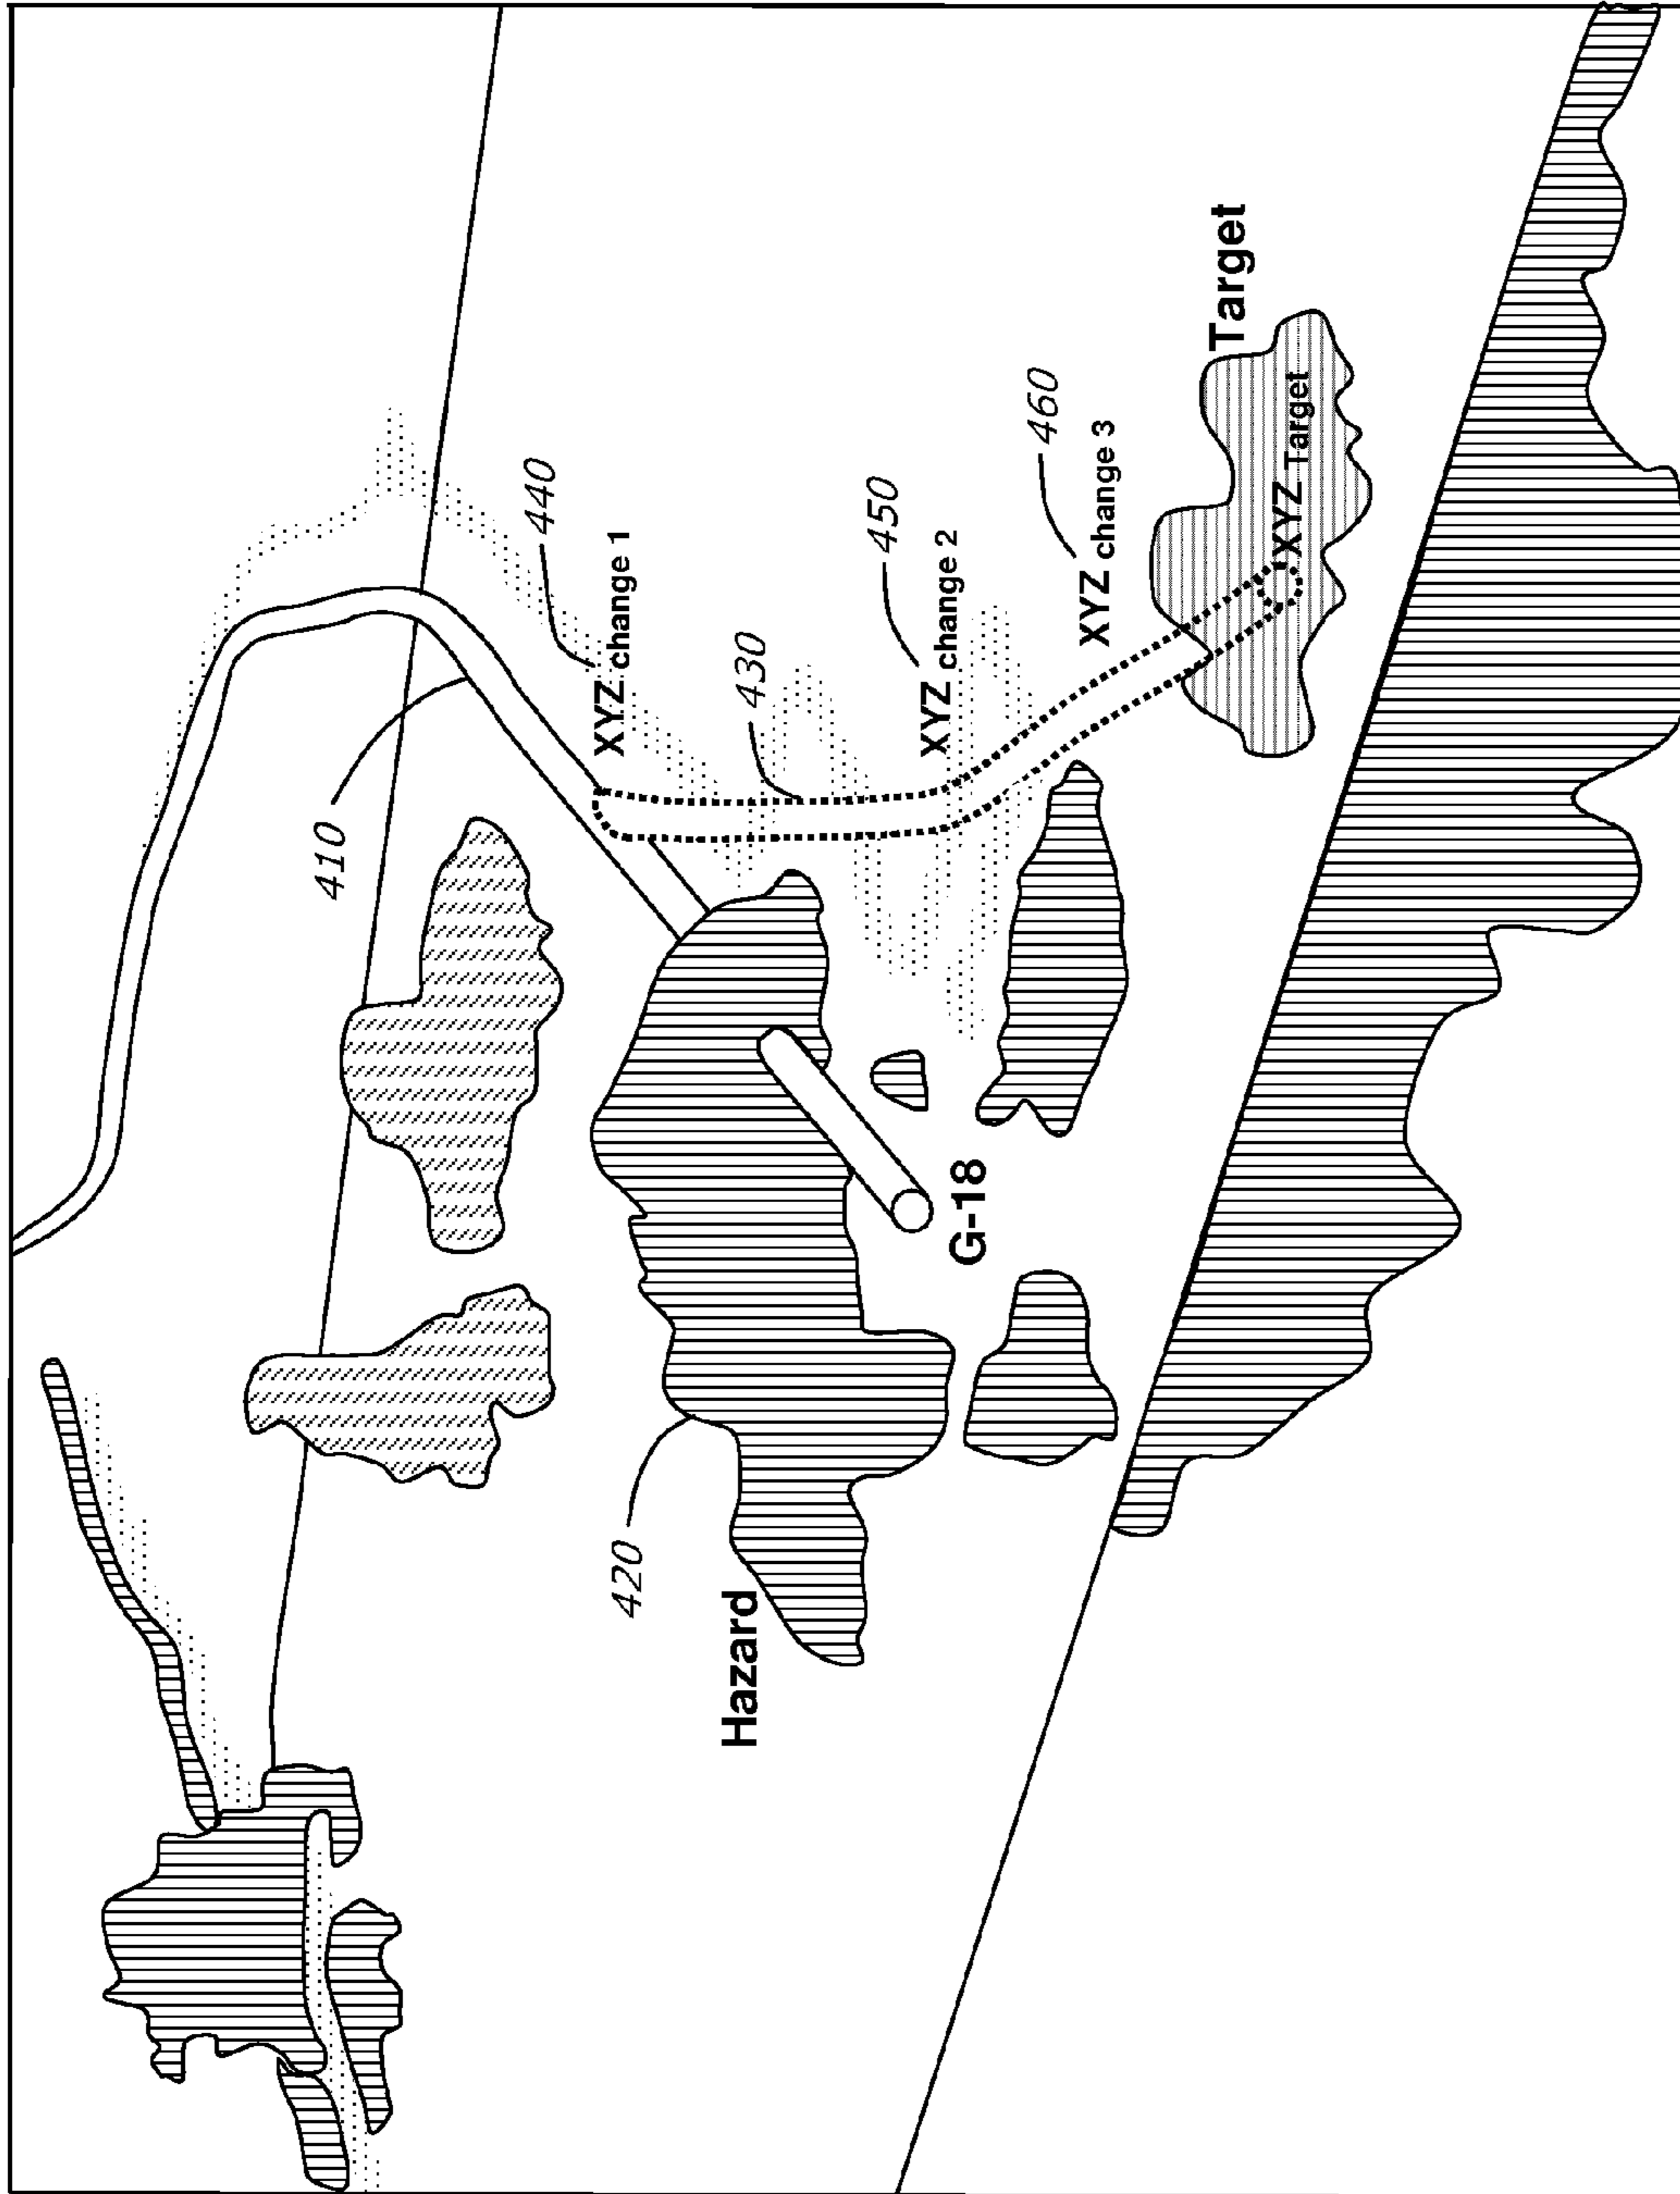 410
440
XYZ change 1
430
450
XYZ change 2
460
XYZ change 3
Target
XYZ Target
420
Hazard
G-18